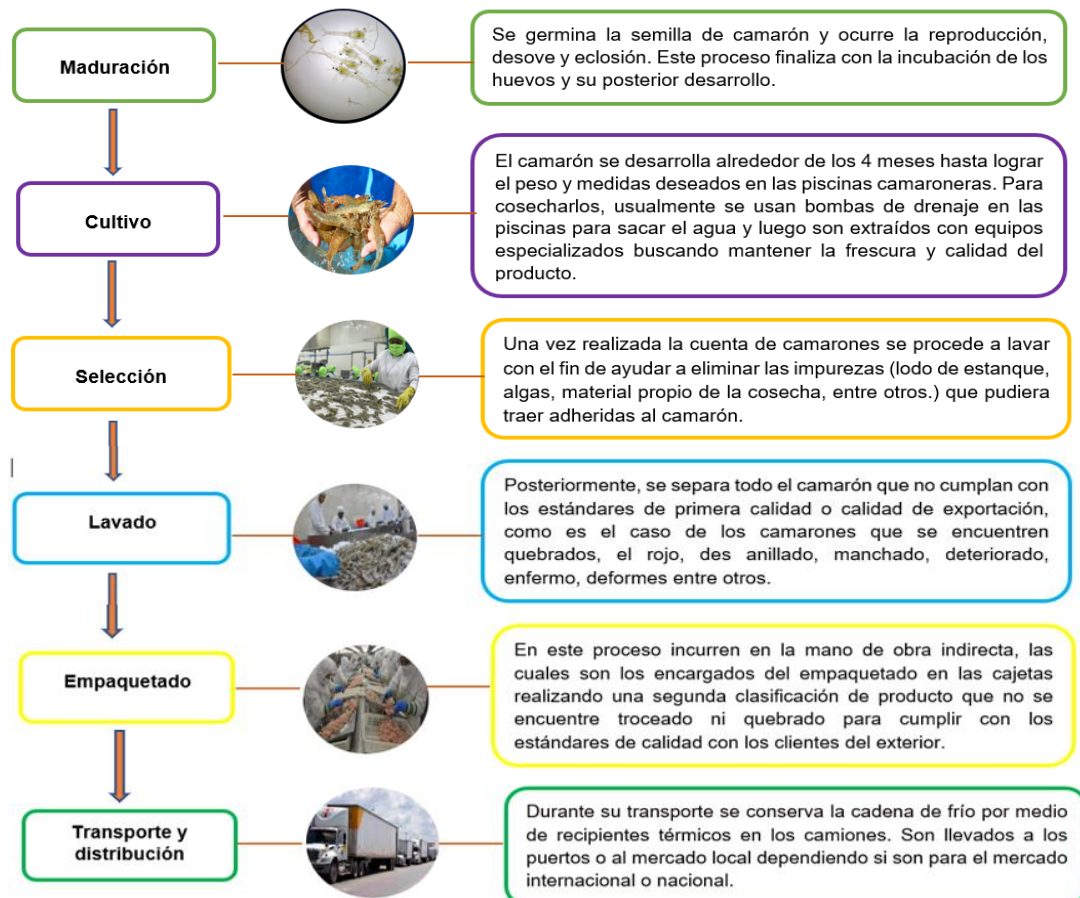 Maduración
Se germina la semilla de camarón y ocurre la reproducción,
desove y eclosión. Este proceso finaliza con la incubación de los
huevos y su posterior desarrollo.
Cultivo
El camarón se desarrolla alrededor de los 4 meses hasta lograr
el peso y medidas deseados en las piscinas camaroneras. Para
cosecharlos, usualmente se usan bombas de drenaje en las
piscinas para sacar el agua y luego son extraídos con equipos
especializados buscando mantener la frescura y calidad del
producto.
Selección
Una vez realizada la cuenta de camarones se procede a lavar
con el fin de ayudar a eliminar las impurezas (lodo de estanque,
algas, material propio de la cosecha, entre otros.) que pudiera
traer adheridas al camarón.
Lavado
Posteriormente, se separa todo el camarón que no cumplan con
los estándares de primera calidad o calidad de exportación,
como es el caso de los camarones que se encuentren
quebrados, el rojo, des anillado, manchado, deteriorado,
enfermo, deformes entre otros.
Empaquetado
En este proceso incurren en la mano de obra indirecta, las
cuales son los encargados del empaquetado en las cajetas
realizando una segunda clasificación de producto que no se
encuentre troceado ni quebrado para cumplir con los
estándares de calidad con los clientes del exterior.
Transporte y
distribución
Durante su transporte se conserva la cadena de frío por medio
de recipientes térmicos en los camiones. Son llevados a los
puertos o al mercado local dependiendo si son para el mercado
internacional o nacional.